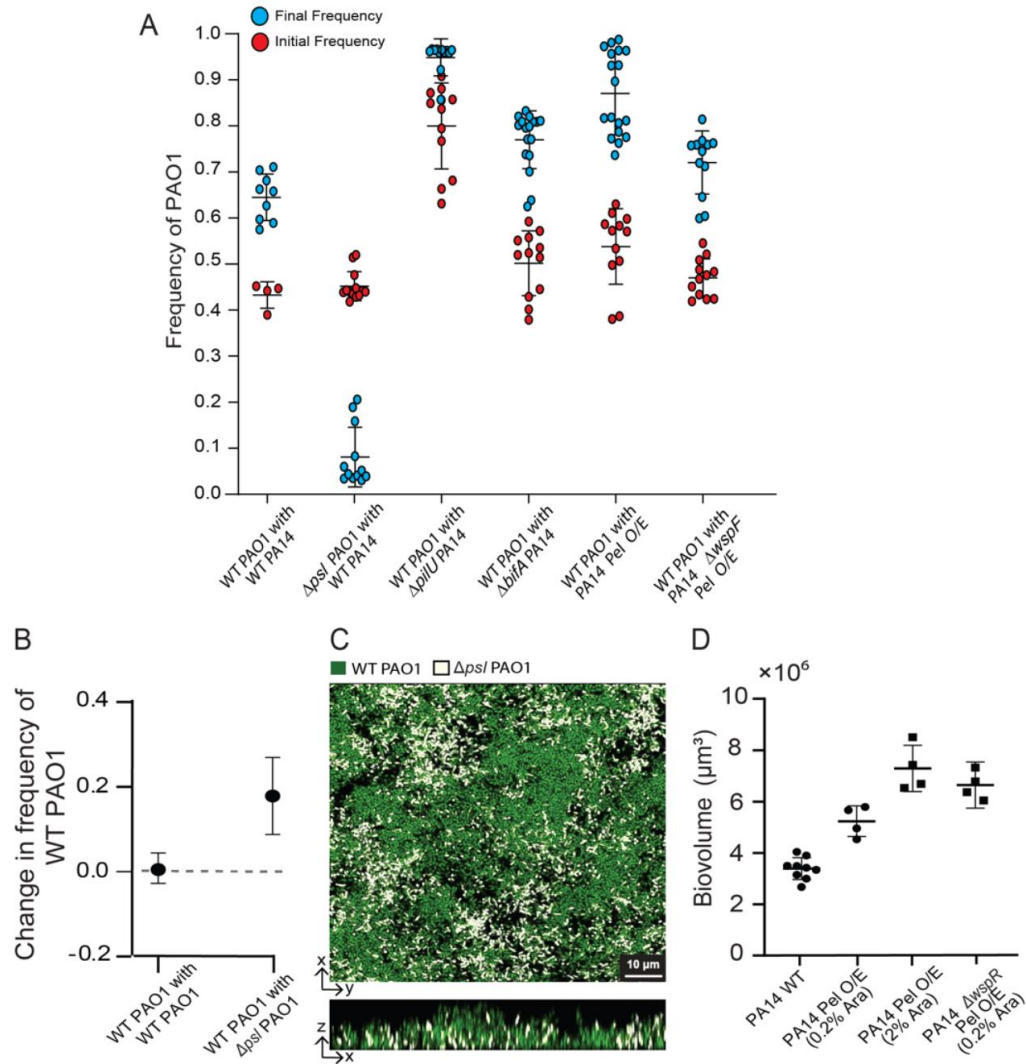 A
Final Frequency
Initial Frequency
Frequency of PAO1
1.0
0.9
0.8
0.7
0.6
0.5
0.4
0.3
0.2
0.1
0.0
WT PAO1 with
WT PA14
Δpsl PAO1 with
WT PA14
WT PAO1 with
ΔpilU PA14
WT PAO1 with
ΔbifA PA14
WT PAO1 with
PA14 Pel O/E
WT PAO1 with
PA14 ΔwspF
Pel O/E
B
Change in frequency of
WT PAO1
0.4
0.2
0.0
-0.2
WT PAO1 with
WT PAO1
WT PAO1 with
Δpsl PAO1
C
WT PAO1 Δpsl PAO1
10 µm
x
y
z
x
D
×10⁶
Biovolume (µm³)
10
8
6
4
2
0
PA14 WT
PA14 Pel O/E
(0.2% Ara)
PA14 Pel O/E
(2% Ara)
PA14 ΔwspR
Pel O/E
(0.2% Ara)